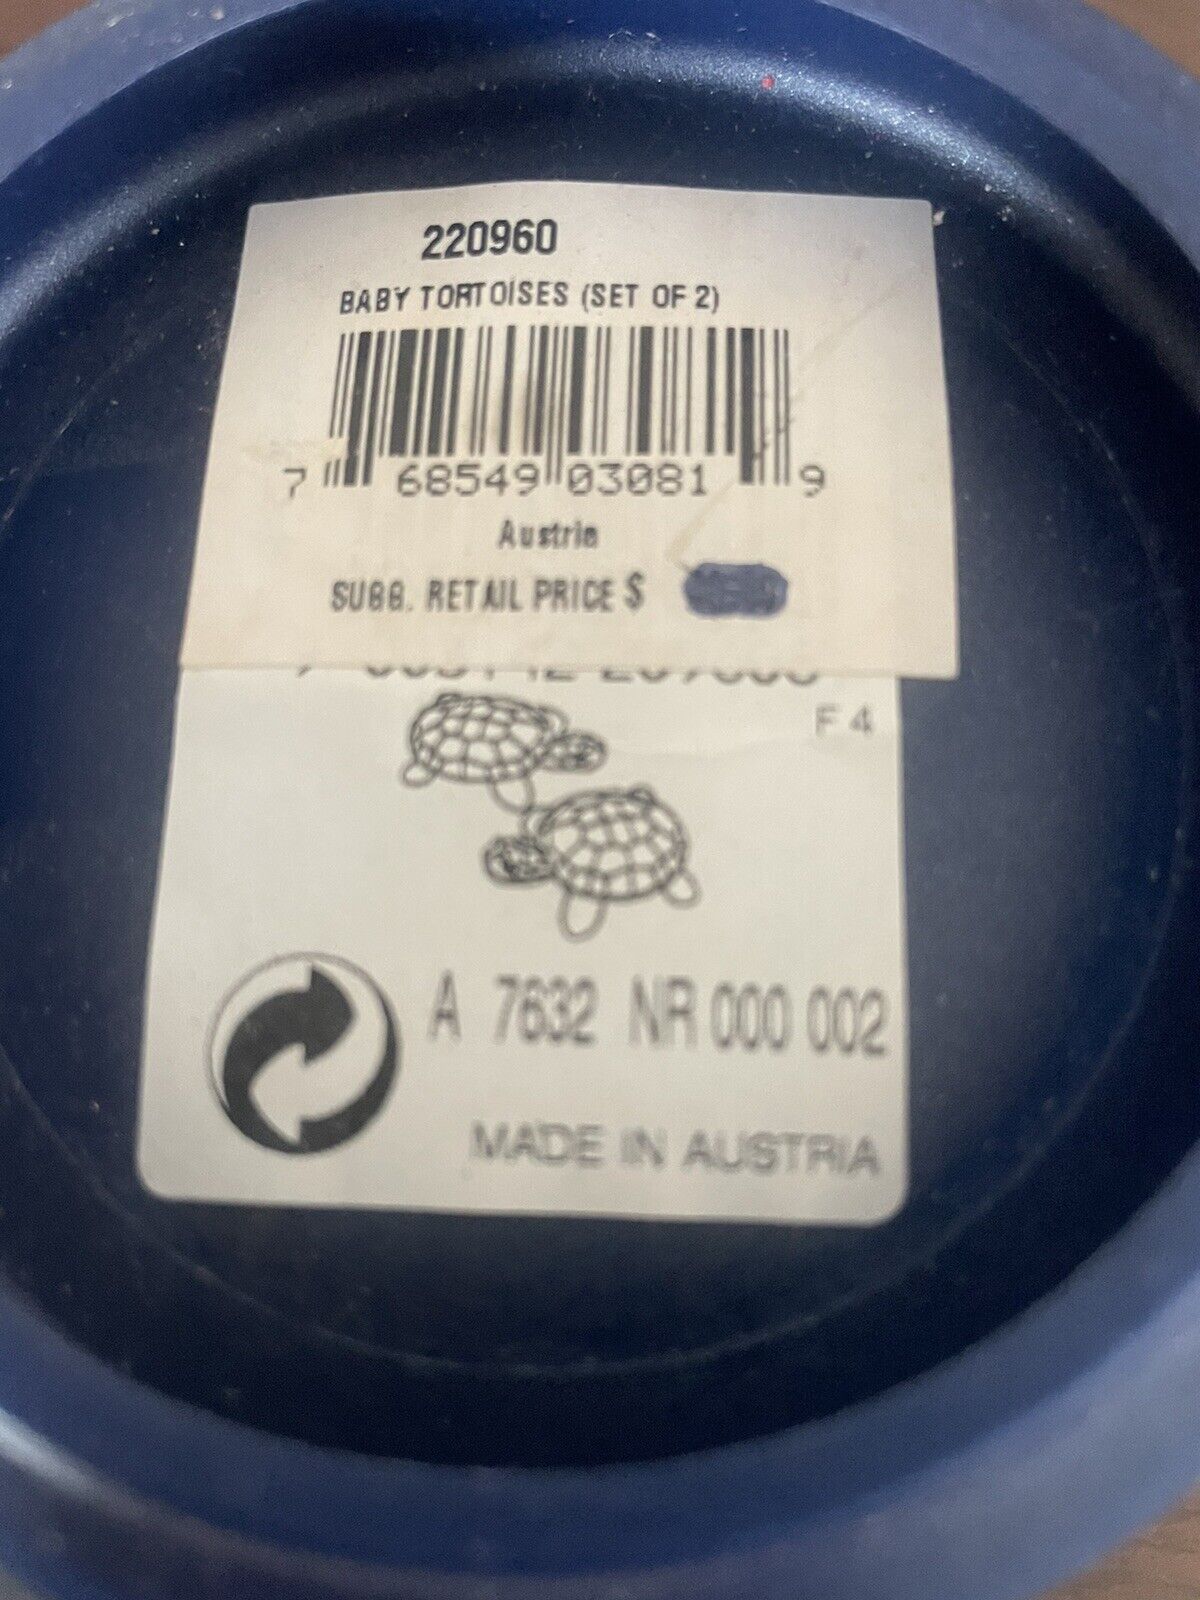 220960
BABY TORTOISES (SET OF 2)
7 68549 03081 9
Austria
SUGG. RETAIL PRICE $
F 4
A 7632 NR 000 002
MADE IN AUSTRIA